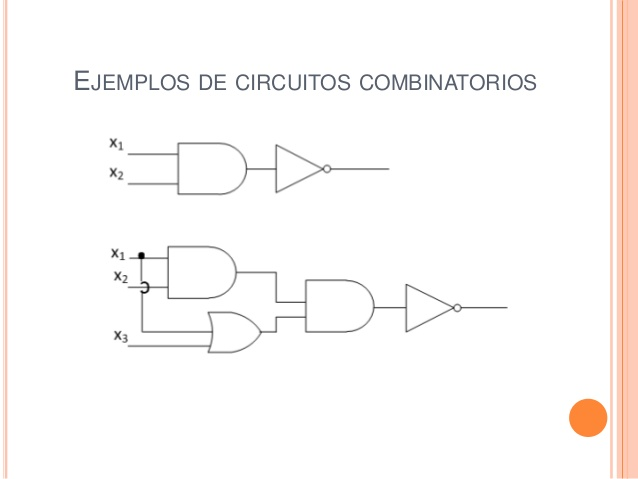 EJEMPLOS DE CIRCUITOS COMBINATORIOS
x₁
x₂
x₁
x₂
x₃